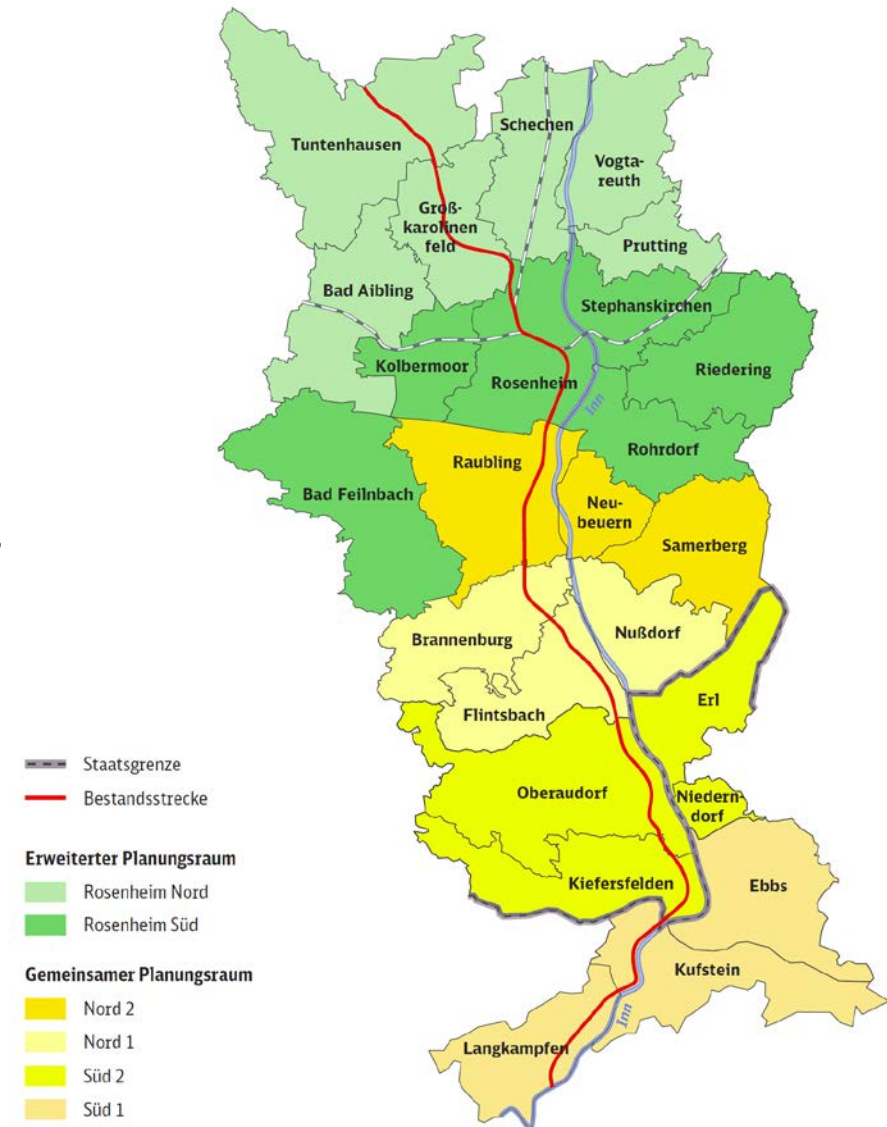 Tuntenhausen
Schechen
Vogta-
reuth
Groß-
karolinen
feld
Prutting
Bad Aibling
Stephanskirchen
Kolbermoor
Rosenheim
Riedering
Inn
Rohrdorf
Raubling
Bad Feilnbach
Neu-
beuern
Samerberg
Brannenburg
Nußdorf
Flintsbach
Erl
Oberaudorf
Niedern-
dorf
Kiefersfelden
Ebbs
Kufstein
Langkampfen
Inn
Staatsgrenze
Bestandsstrecke
Erweiterter Planungsraum
Rosenheim Nord
Rosenheim Süd
Gemeinsamer Planungsraum
Nord 2
Nord 1
Süd 2
Süd 1